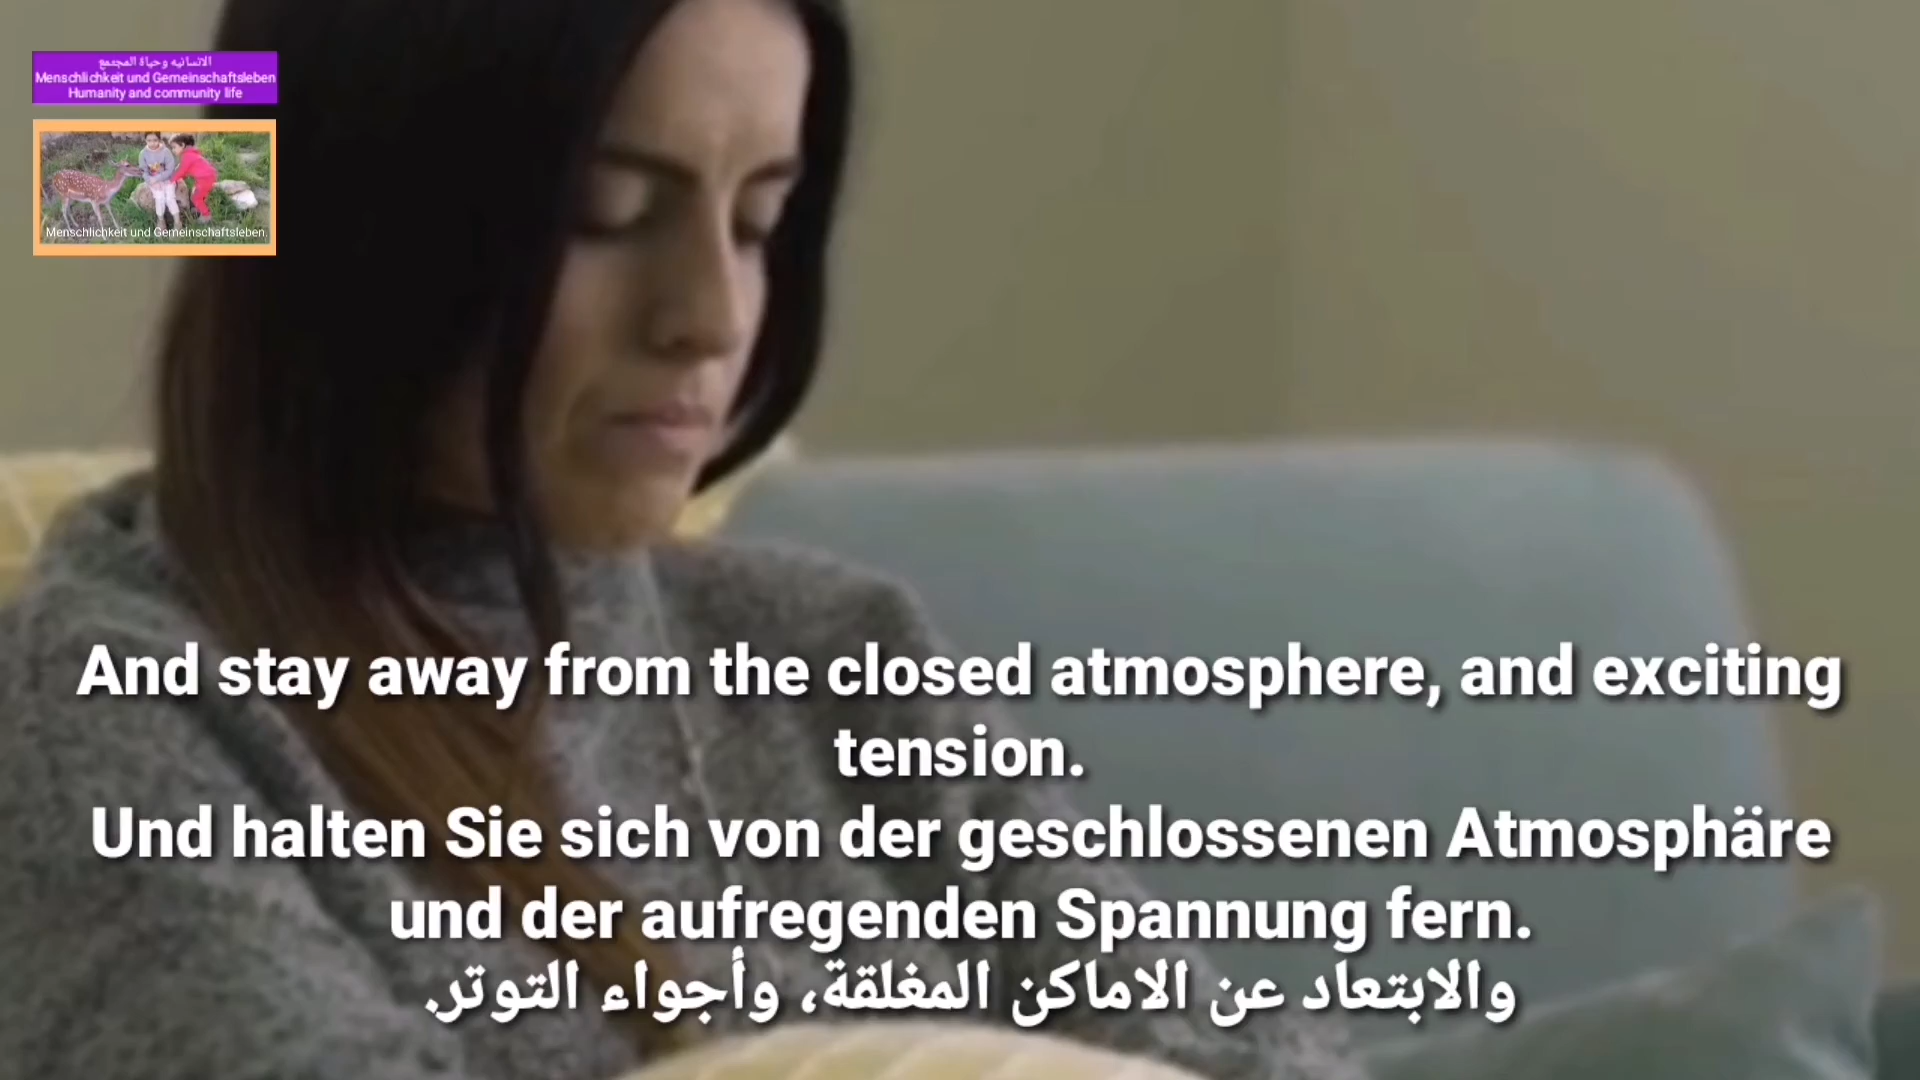 الانسانيه وحياة المجتمع
Menschlichkeit und Gemeinschaftsleben
Humanity and community life
Menschlichkeit und Gemeinschaftsleben.
And stay away from the closed atmosphere, and exciting
tension.
Und halten Sie sich von der geschlossenen Atmosphäre
und der aufregenden Spannung fern.
والابتعاد عن الاماكن المغلقة، وأجواء التوتر.